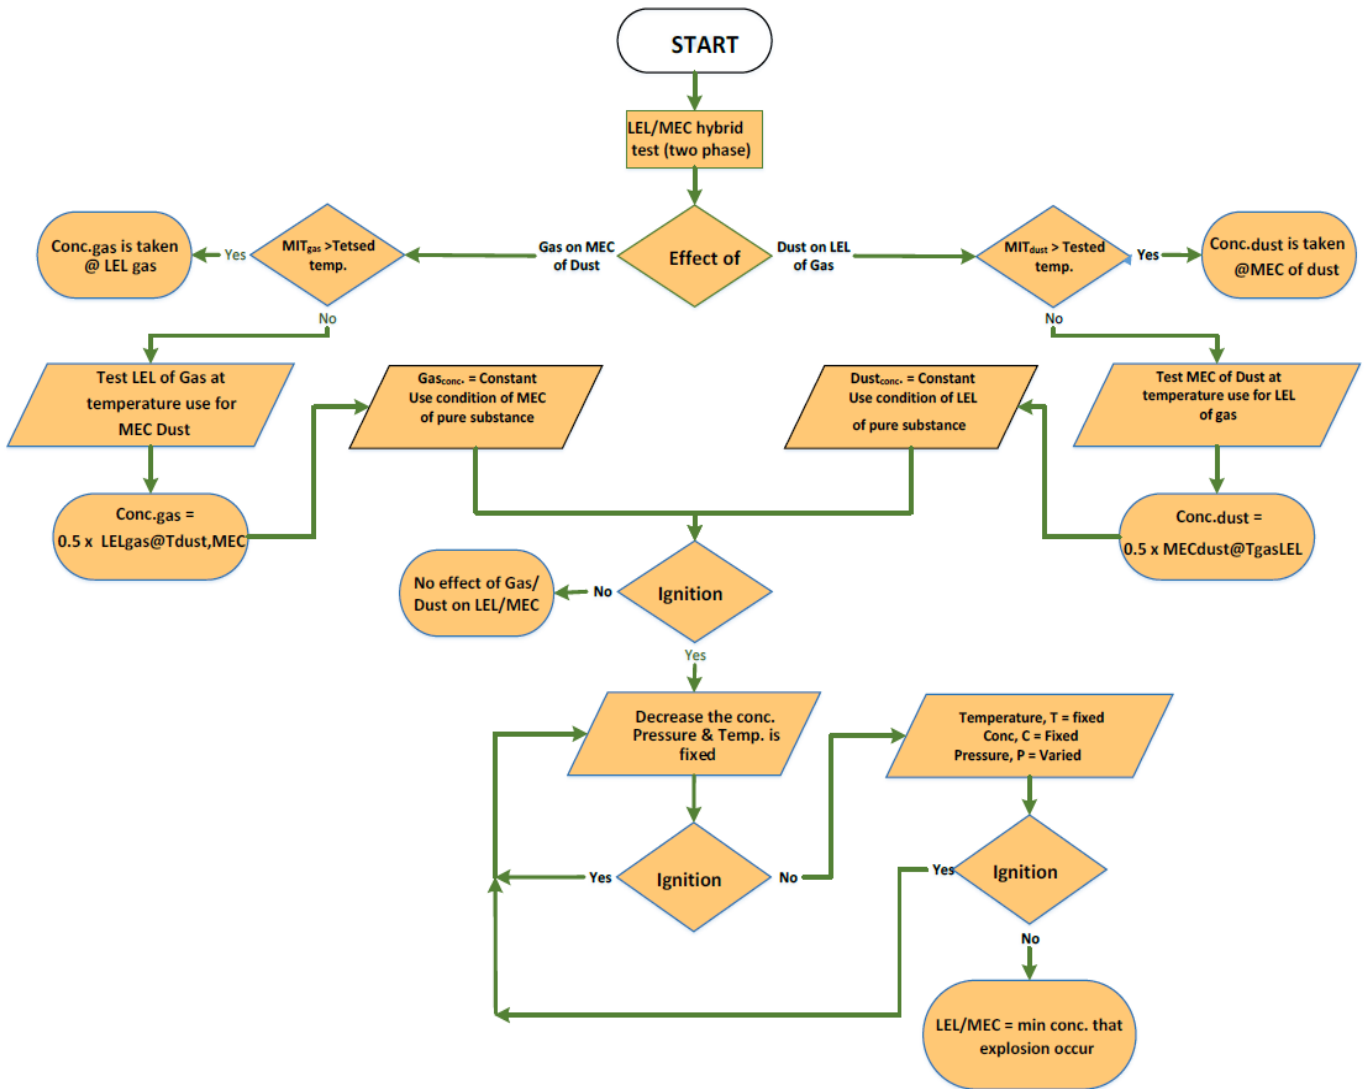 START
LEL/MEC hybrid
test (two phase)
Effect of
Gas on MEC
of Dust
Dust on LEL
of Gas
MITgas >Tetsed
temp.
Yes
Conc.gas is taken
@ LEL gas
No
MITdust > Tested
temp.
Yes
Conc.dust is taken
@MEC of dust
No
Test LEL of Gas at
temperature use for
MEC Dust
Gasconc. = Constant
Use condition of MEC
of pure substance
Dustconc. = Constant
Use condition of LEL
of pure substance
Test MEC of Dust at
temperature use for LEL
of gas
Conc.gas =
0.5 x LELgas@Tdust,MEC
Conc.dust =
0.5 x MECdust@TgasLEL
No effect of Gas/
Dust on LEL/MEC
No
Ignition
Yes
Decrease the conc.
Pressure & Temp. is
fixed
Temperature, T = fixed
Conc, C = Fixed
Pressure, P = Varied
Yes
Ignition
No
Yes
Ignition
No
LEL/MEC = min conc. that
explosion occur